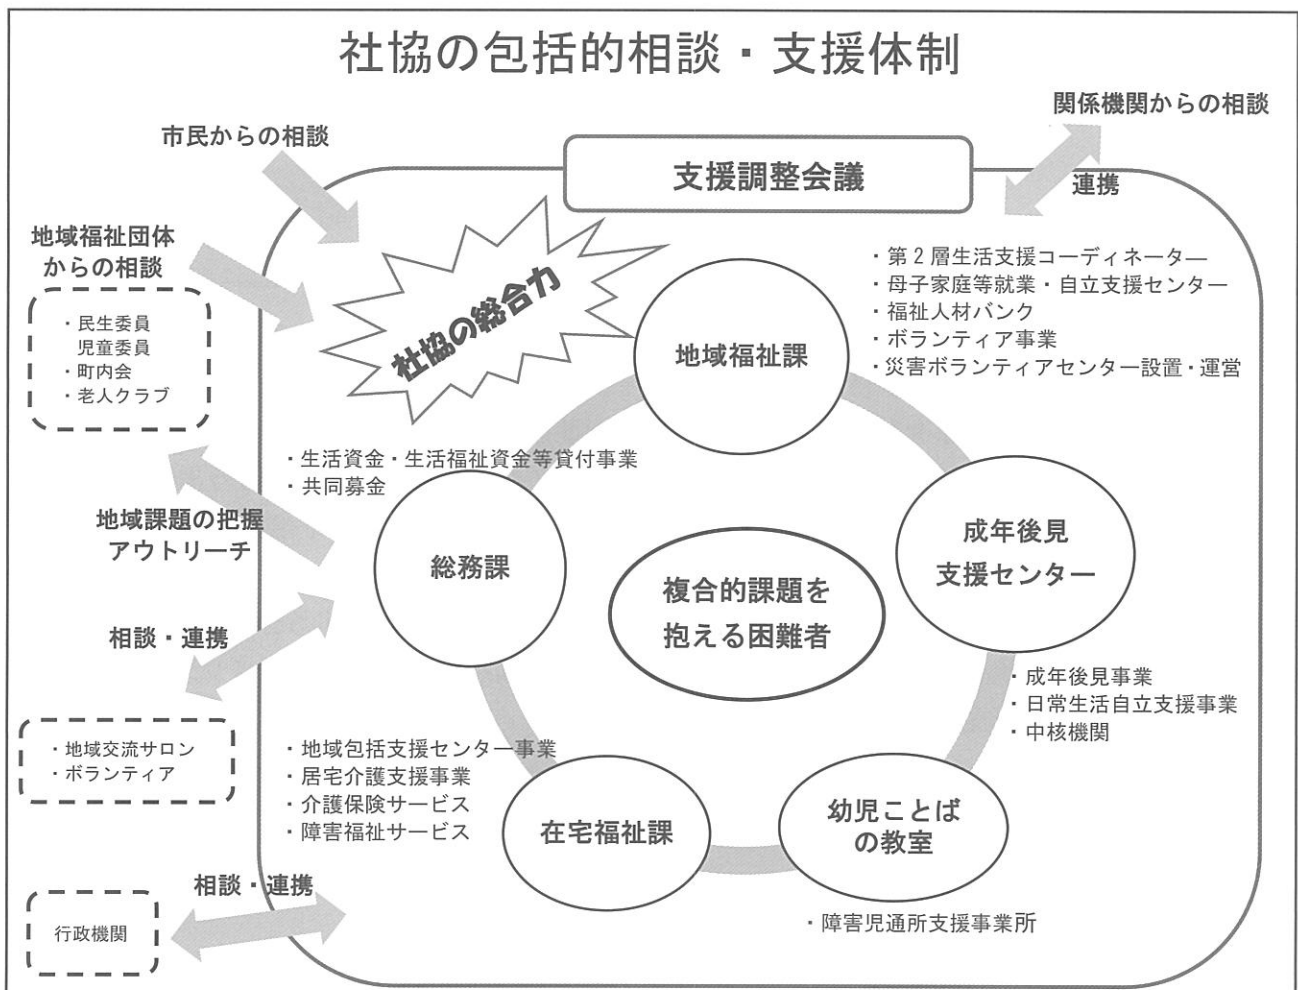 社協の包括的相談・支援体制
関係機関からの相談
市民からの相談
連携
支援調整会議
地域福祉団体
からの相談
・民生委員
児童委員
・町内会
・老人クラブ
社協の総合力
地域福祉課
・第2層生活支援コーディネーター
・母子家庭等就業・自立支援センター
・福祉人材バンク
・ボランティア事業
・災害ボランティアセンター設置・運営
・生活資金・生活福祉資金等貸付事業
・共同募金
総務課
地域課題の把握
アウトリーチ
複合的課題を
抱える困難者
成年後見
支援センター
・成年後見事業
・日常生活自立支援事業
・中核機関
相談・連携
・地域交流サロン
・ボランティア
・地域包括支援センター事業
・居宅介護支援事業
・介護保険サービス
・障害福祉サービス
在宅福祉課
幼児ことば
の教室
・障害児通所支援事業所
相談・連携
行政機関